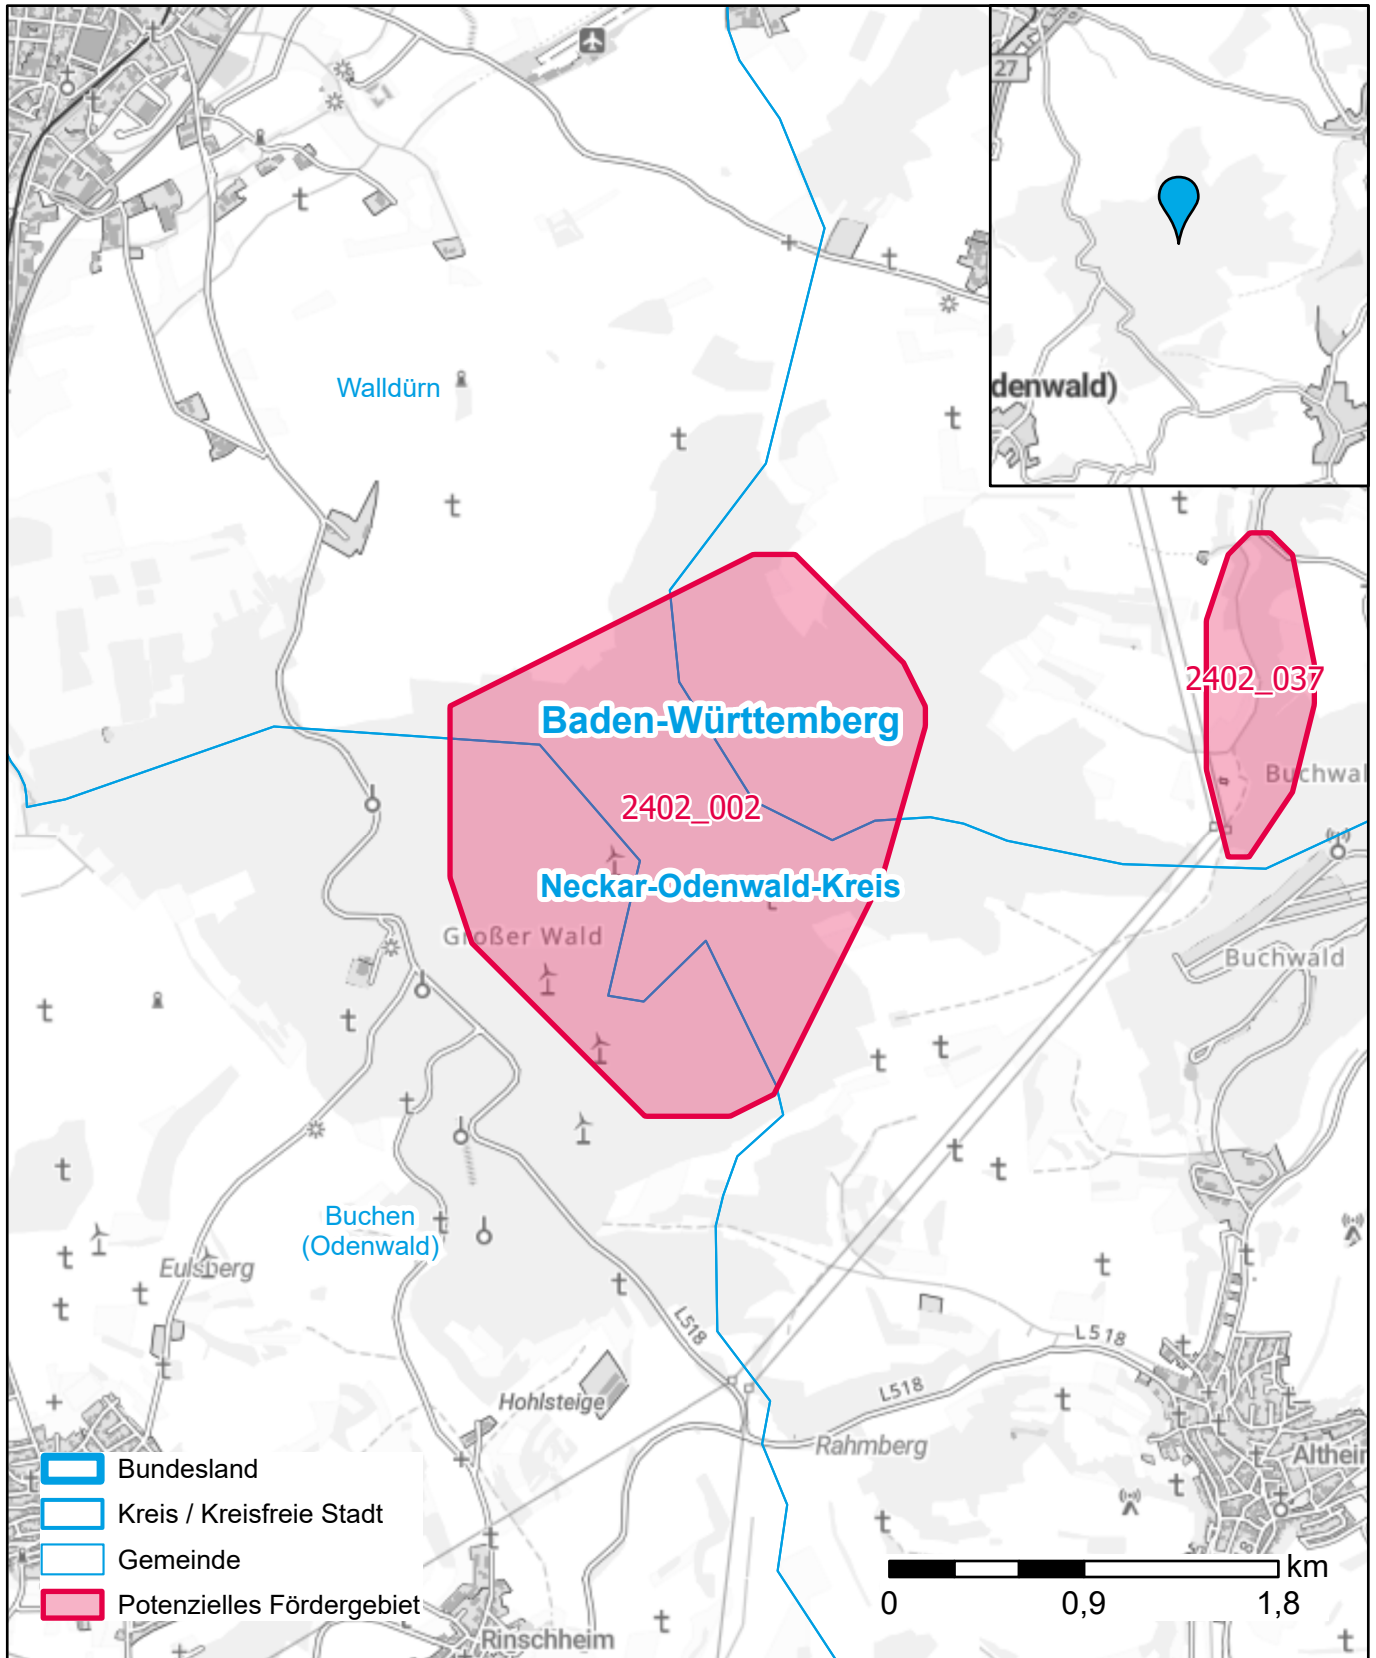 27
denwald)
Walldürn
2402_037
Baden-Württemberg
2402_002
Buchwal
Neckar-Odenwald-Kreis
Großer Wald
Buchwald
Buchen
(Odenwald)
Eulsberg
L518
L518
L518
Hohlsteige
Rahmberg
Altheir
Bundesland
Kreis / Kreisfreie Stadt
Gemeinde
Potenzielles Fördergebiet
km
0 0,9 1,8
Rinschheim